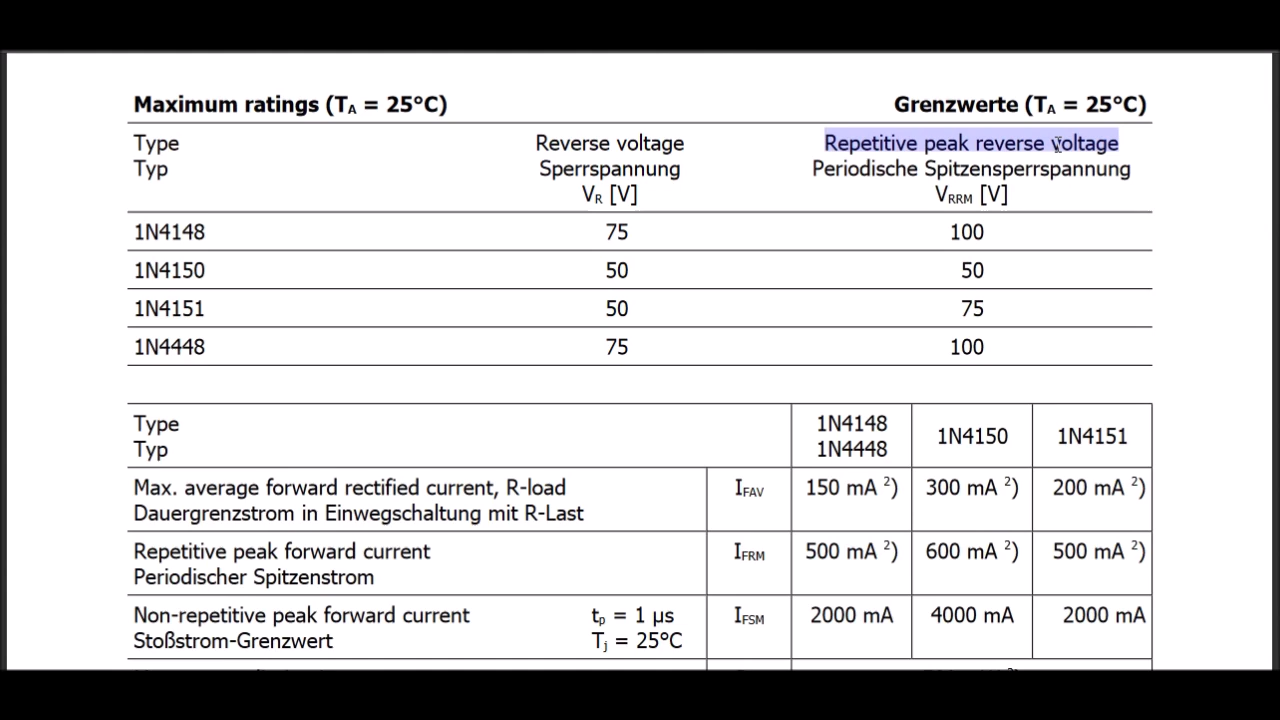 Maximum ratings (TA = 25°C) Grenzwerte (TA = 25°C)
Type Reverse voltage Repetitive peak reverse voltage
Typ Sperrspannung Periodische Spitzensperrspannung
VR [V] VRRM [V]
1N4148 75 100
1N4150 50 50
1N4151 50 75
1N4448 75 100
Type 1N4148 1N4150 1N4151
Typ 1N4448
Max. average forward rectified current, R-load IFAV 150 mA 2) 300 mA 2) 200 mA 2)
Dauergrenzstrom in Einwegschaltung mit R-Last
Repetitive peak forward current IFRM 500 mA 2) 600 mA 2) 500 mA 2)
Periodischer Spitzenstrom
Non-repetitive peak forward current tp = 1 µs IFSM 2000 mA 4000 mA 2000 mA
Stoßstrom-Grenzwert Tj = 25°C